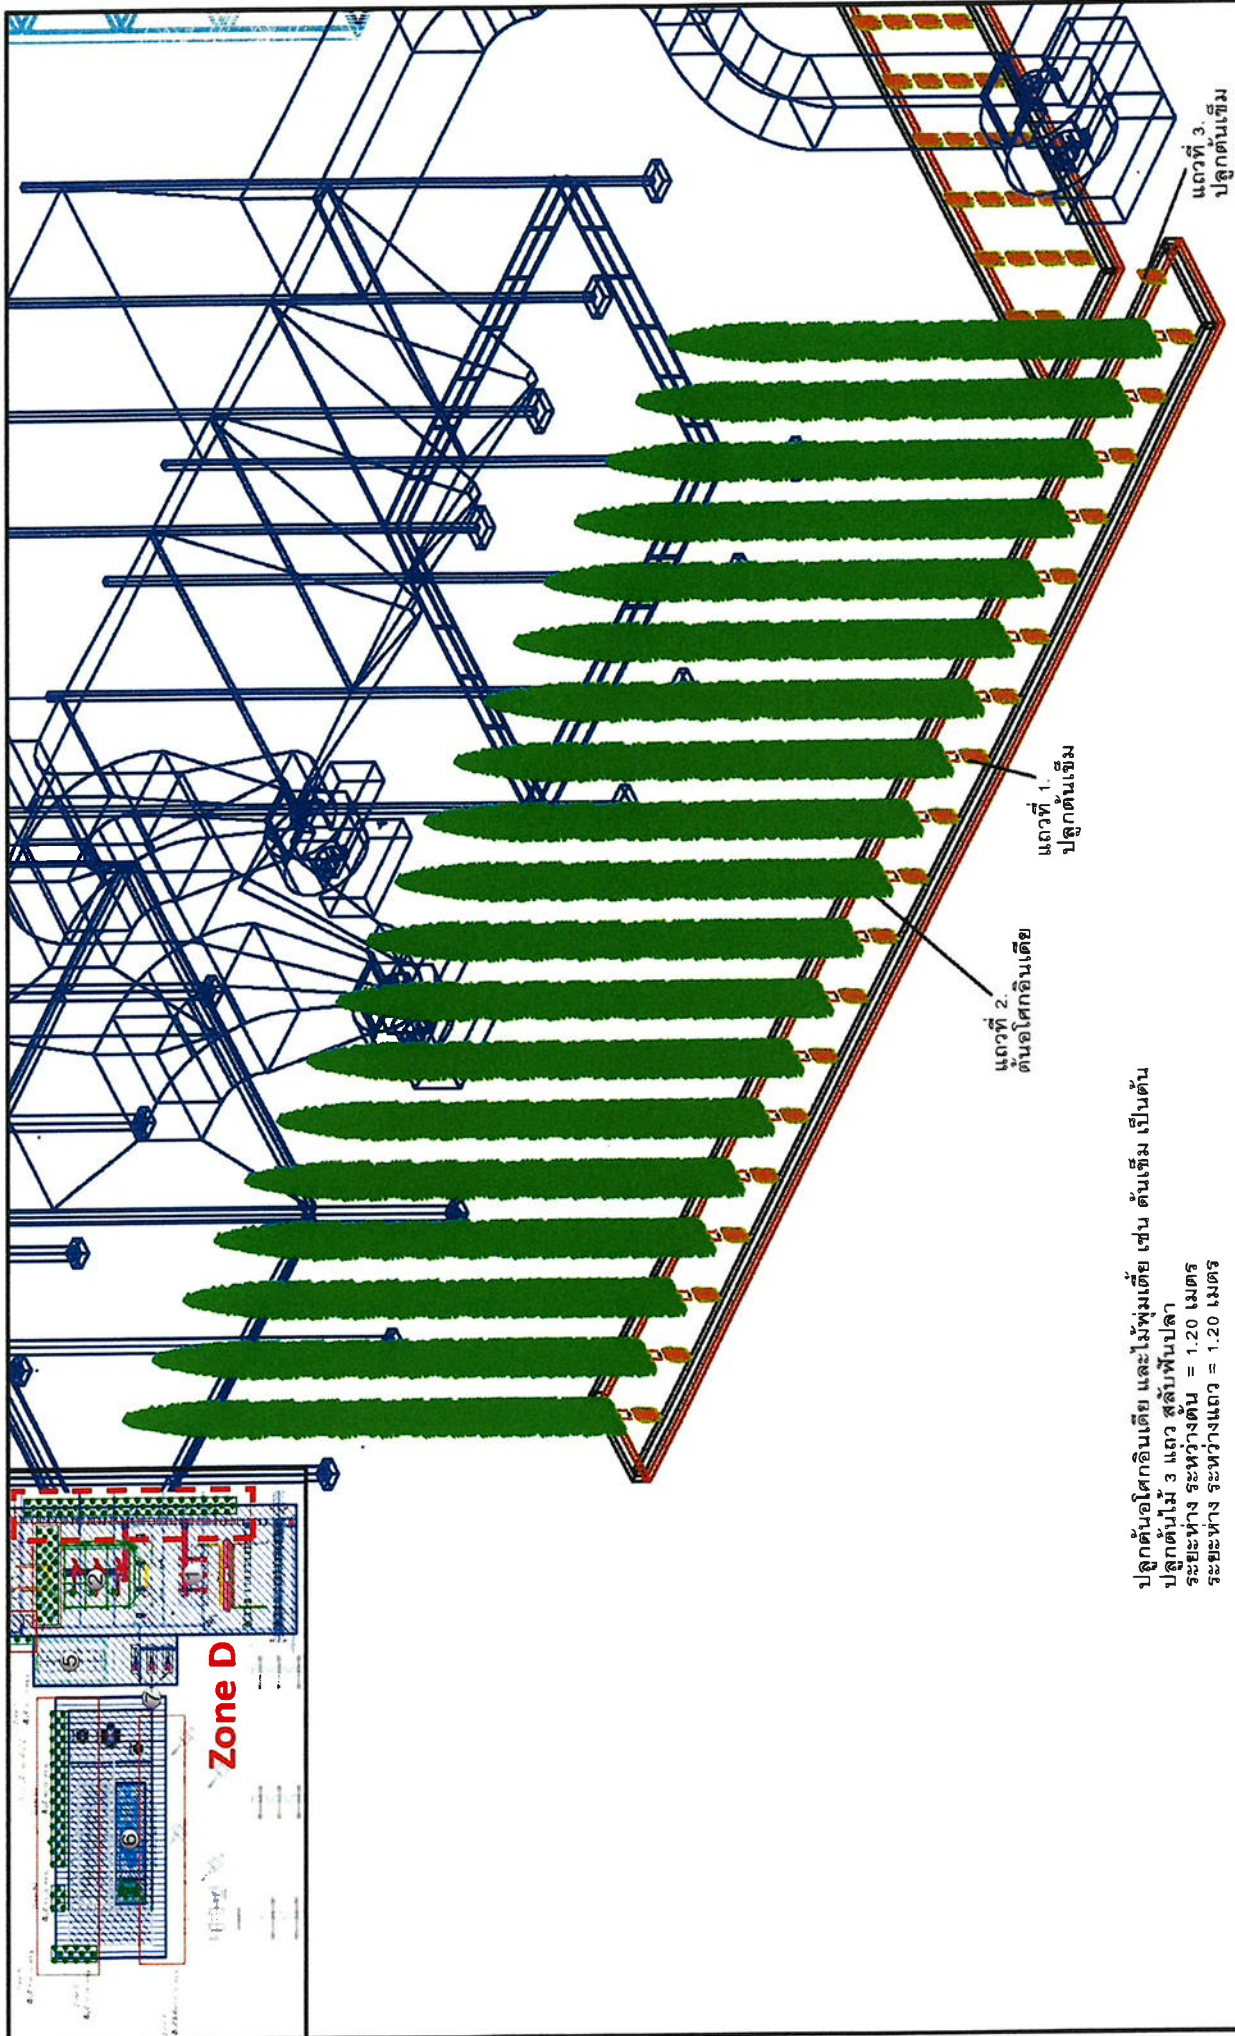 Zone D
5
2
1
7
6
แถวที่ 3.
ปลูกต้นเข็ม
แถวที่ 1.
ปลูกต้นเข็ม
แถวที่ 2.
ต้นอโศกอินเดีย
ปลูกต้นอโศกอินเดีย และไม้พุ่มเตี้ย เช่น ต้นเข็ม เป็นต้น
ปลูกต้นไม้ 3 แถว สลับฟันปลา
ระยะห่าง ระหว่างต้น = 1.20 เมตร
ระยะห่าง ระหว่างแถว = 1.20 เมตร